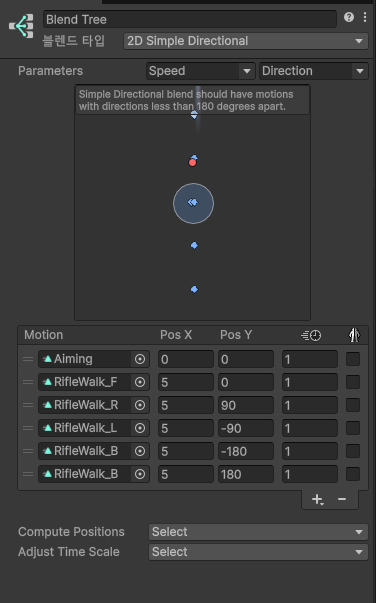 Blend Tree
블렌드 타입 2D Simple Directional
Parameters Speed Direction
Simple Directional blend should have motions
with directions less than 180 degrees apart.
Motion Pos X Pos Y
Aiming 0 0 1
RifleWalk_F 5 0 1
RifleWalk_R 5 90 1
RifleWalk_L 5 -90 1
RifleWalk_B 5 -180 1
RifleWalk_B 5 180 1
Compute Positions Select
Adjust Time Scale Select